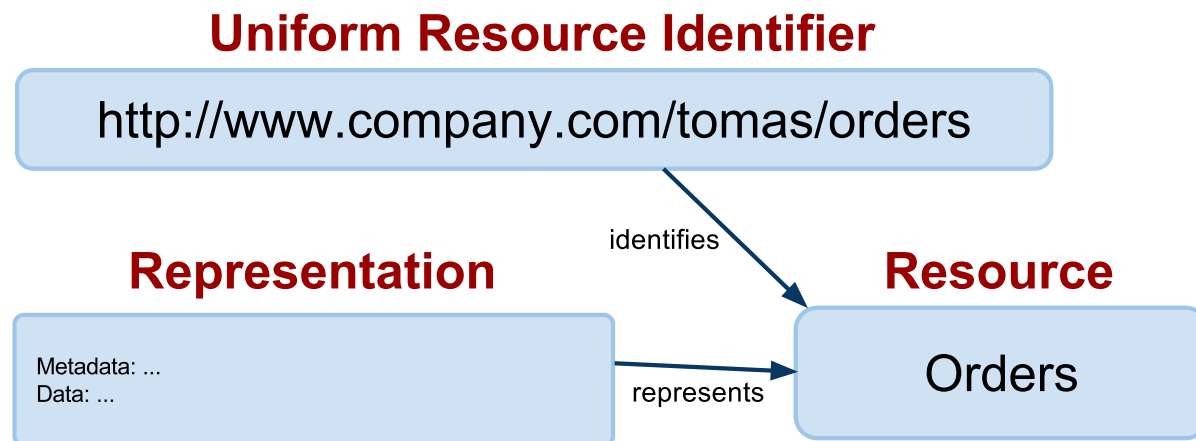 Uniform Resource Identifier
http://www.company.com/tomas/orders
identifies
Representation
Resource
Metadata: ...
Data: ...
represents
Orders